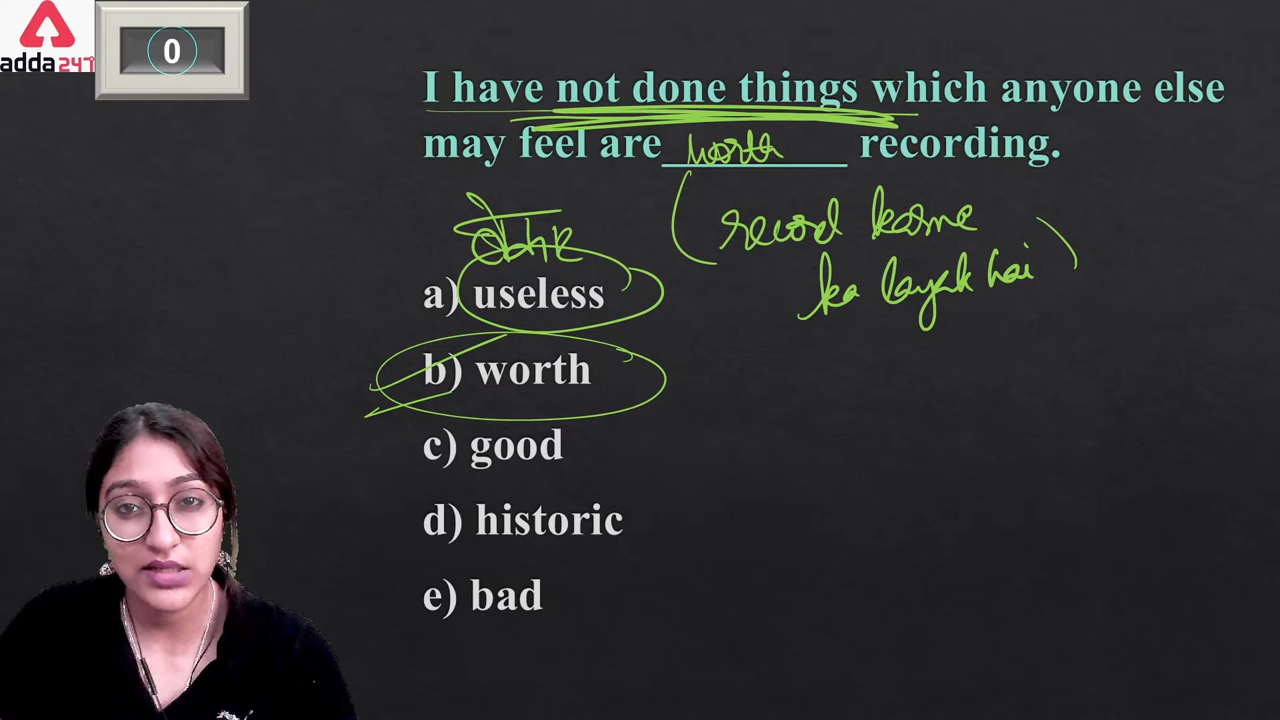 adda247
0
I have not done things which anyone else
may feel are worth recording.
(record karne
ka layak hai)
a) useless
b) worth
c) good
d) historic
e) bad